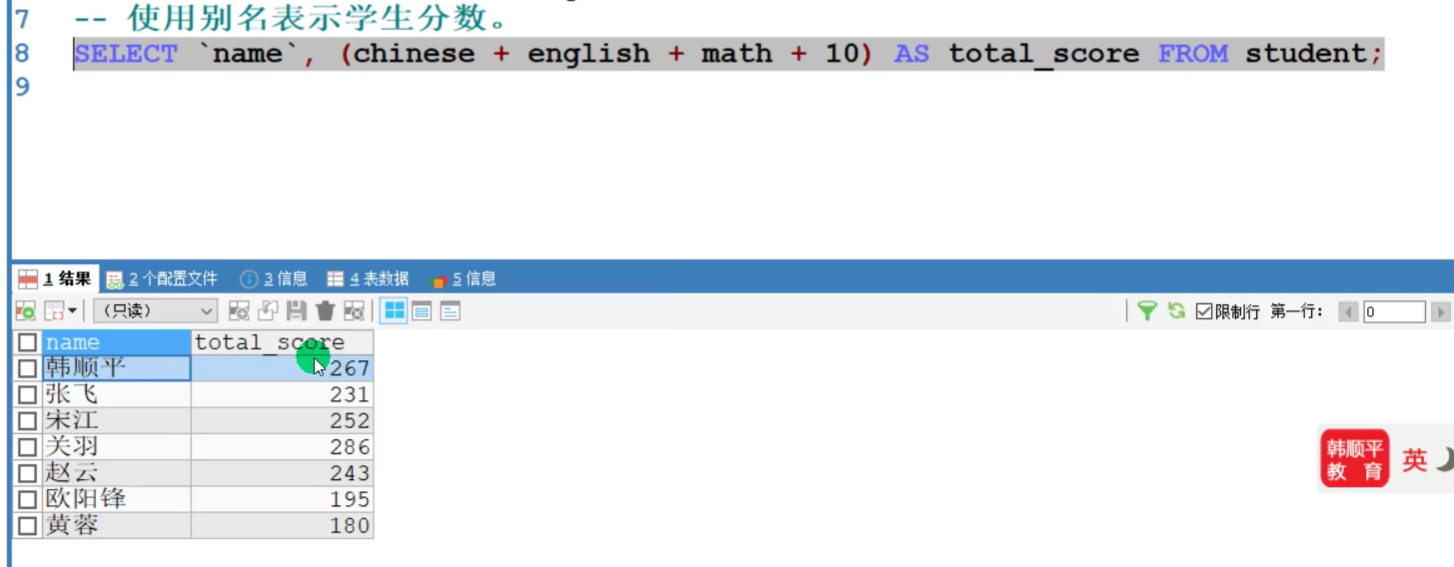 7 -- 使用别名表示学生分数。
8 SELECT `name`, (chinese + english + math + 10) AS total_score FROM student;
9
1 结果 2 个配置文件 3 信息 4 表数据 5 信息
(只读) 限制行 第一行: 0
name total_score
韩顺平 267
张飞 231
宋江 252
关羽 286
赵云 243
欧阳锋 195
黄蓉 180
韩顺平
教 育
英